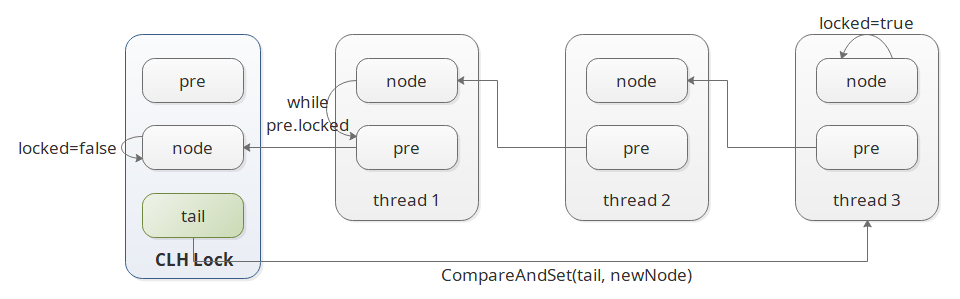 locked=true
pre
node
node
node
while
pre.locked
locked=false
node
pre
pre
pre
tail
thread 1
thread 2
thread 3
CLH Lock
CompareAndSet(tail, newNode)